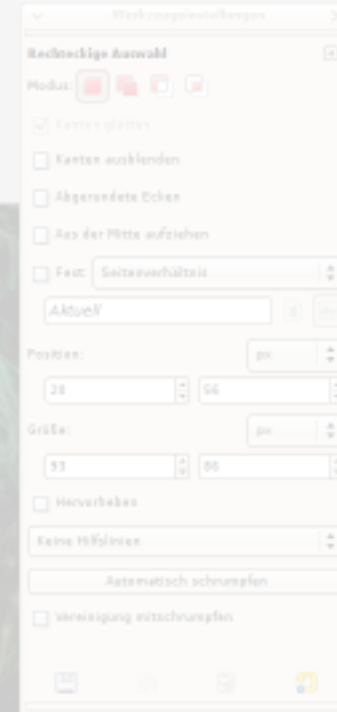 Werkzeugeinstellungen
Rechteckige Auswahl
Modus:
Kanten glätten
Kanten ausblenden
Abgerundete Ecken
Aus der Mitte aufziehen
Fest: Seitenverhältnis
Aktuell
Position: px
28 66
Größe: px
93 86
Hervorheben
Keine Hilfslinien
Automatisch schrumpfen
Vereinigung mitschrumpfen